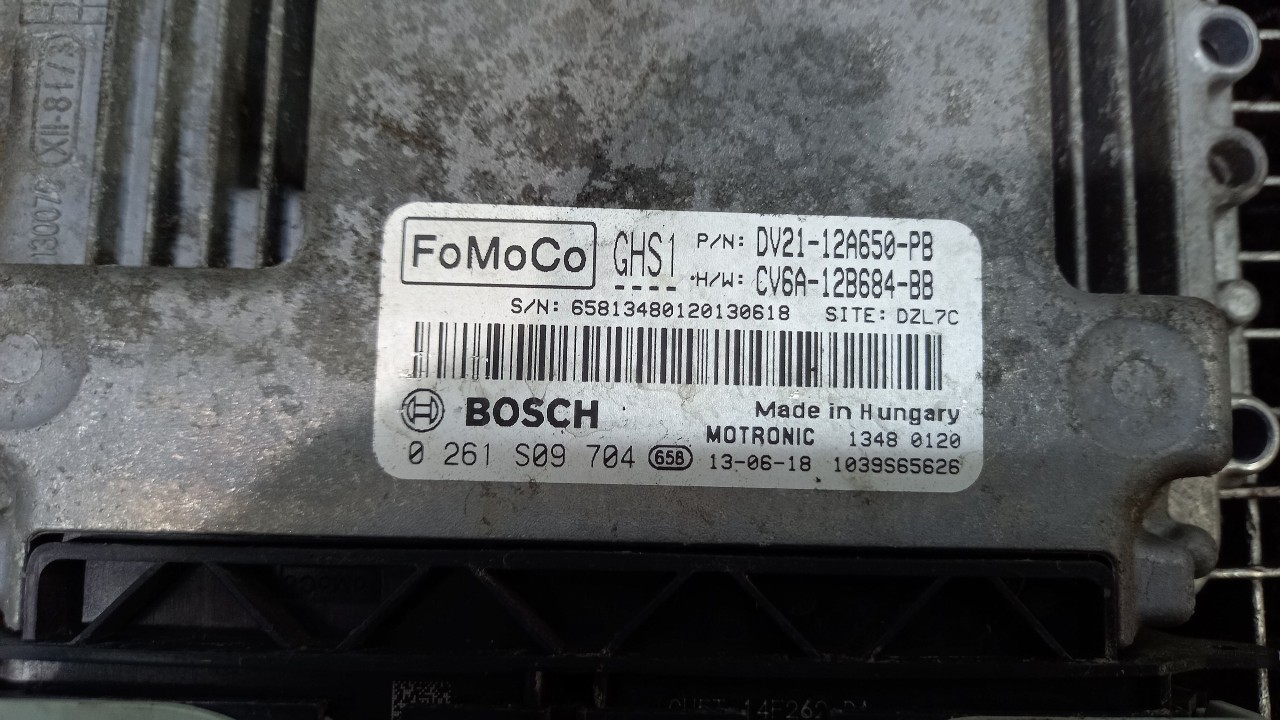 FoMoCo GHS1 P/N: DV21-12A650-PB
H/W: CV6A-12B684-BB
S/N: 65813480120130618 SITE: DZL7C
BOSCH Made in Hungary
MOTRONIC 1348 0120
0 261 S09 704 658 13-06-18 1039S65626